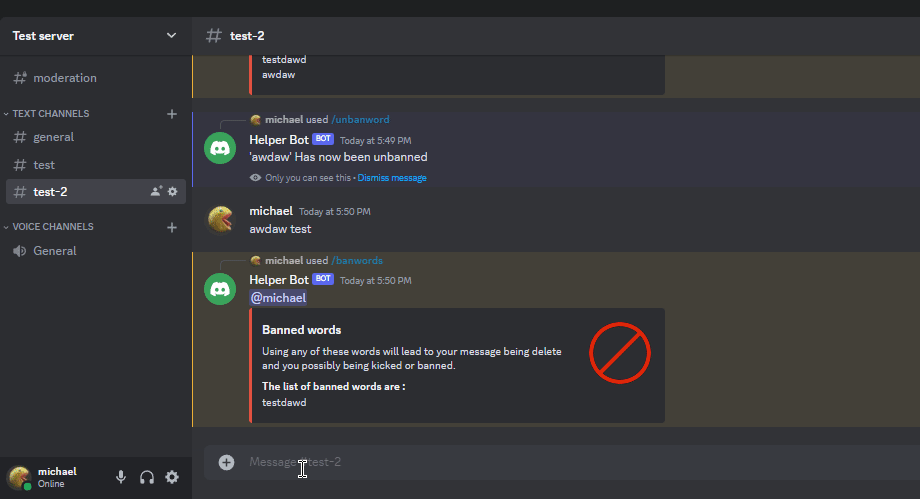 Test server
test-2
moderation
TEXT CHANNELS
general
test
test-2
VOICE CHANNELS
General
michael
Online
testdawd
awdaw
michael used /unbanword
Helper Bot BOT Today at 5:49 PM
'awdaw' Has now been unbanned
Only you can see this • Dismiss message
michael Today at 5:50 PM
awdaw test
michael used /banwords
Helper Bot BOT Today at 5:50 PM
@michael
Banned words
Using any of these words will lead to your message being delete
and you possibly being kicked or banned.
The list of banned words are :
testdawd
Message #test-2